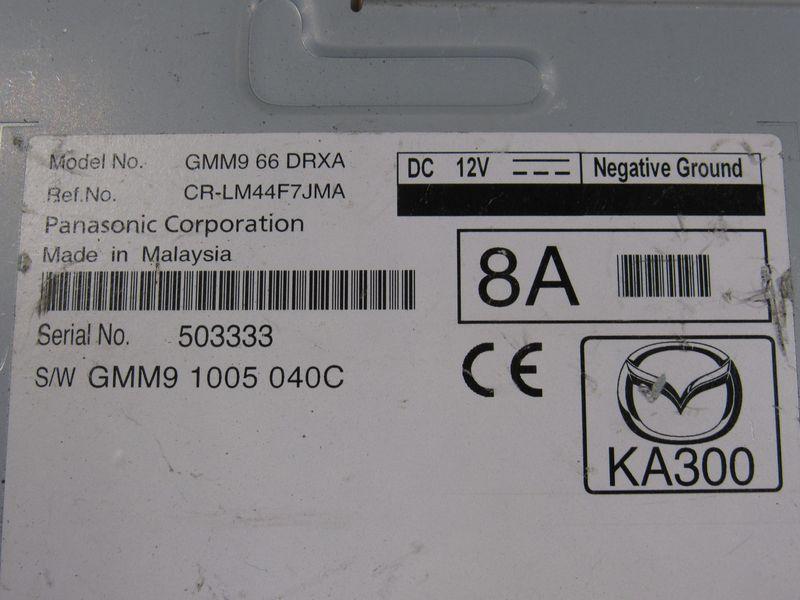 Model No. GMM9 66 DRXA
Ref.No. CR-LM44F7JMA
Panasonic Corporation
Made in Malaysia
Serial No. 503333
S/W GMM9 1005 040C
DC 12V Negative Ground
8A
CE
KA300